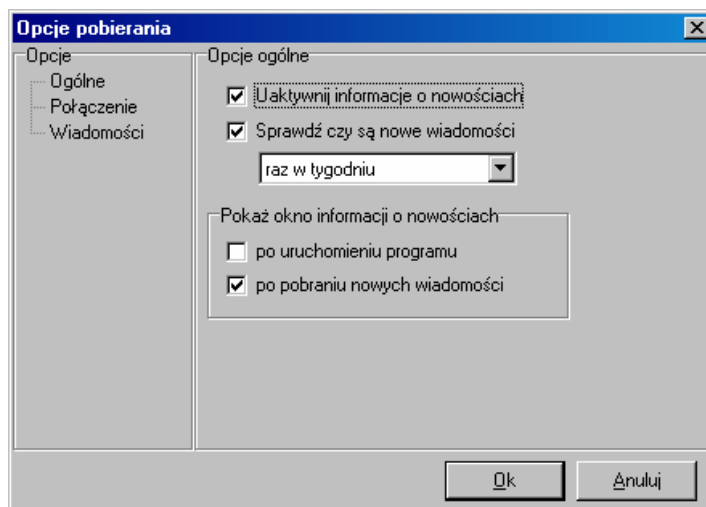 Opcje pobierania
Opcje
Ogólne
Połączenie
Wiadomości
Opcje ogólne
Uaktywnij informacje o nowościach
Sprawdź czy są nowe wiadomości
raz w tygodniu
Pokaż okno informacji o nowościach
po uruchomieniu programu
po pobraniu nowych wiadomości
Ok
Anuluj